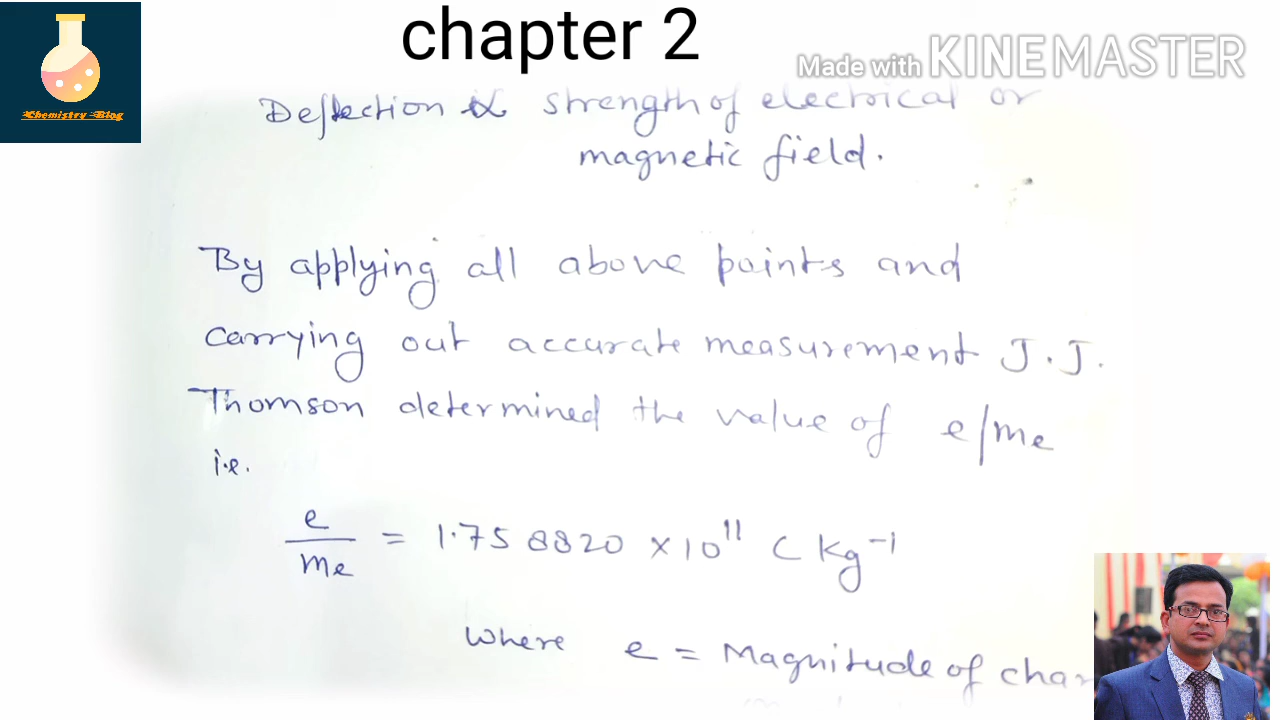 chapter 2
Made with KINEMASTER
Chemistry Blog
Deflection ∝ strength of electrical or
magnetic field.
By applying all above points and
carrying out accurate measurement J.J.
Thomson determined the value of e/me
i.e.
e/me = 1.758820 × 10¹¹ C kg⁻¹
where e = Magnitude of